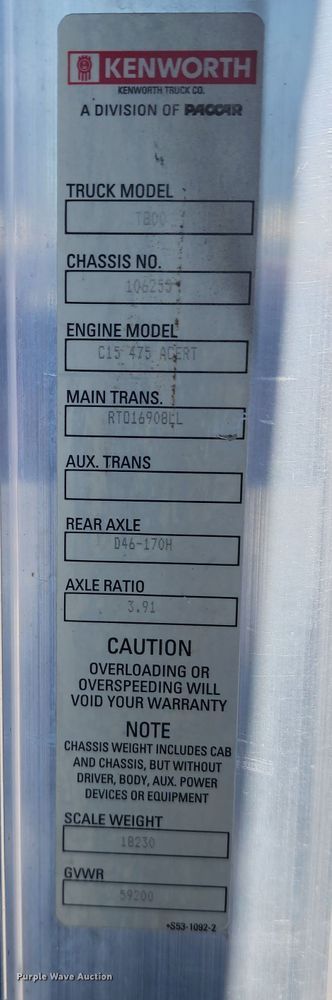 KENWORTH
KENWORTH TRUCK CO.
A DIVISION OF PACCAR
TRUCK MODEL
T800
CHASSIS NO.
106255
ENGINE MODEL
C15 475 ACERT
MAIN TRANS.
RTO16908LL
AUX. TRANS
REAR AXLE
D46-170H
AXLE RATIO
3.91
CAUTION
OVERLOADING OR
OVERSPEEDING WILL
VOID YOUR WARRANTY
NOTE
CHASSIS WEIGHT INCLUDES CAB
AND CHASSIS, BUT WITHOUT
DRIVER, BODY, AUX. POWER
DEVICES OR EQUIPMENT
SCALE WEIGHT
18230
GVWR
59200
*S53-1092-2
Purple Wave Auction